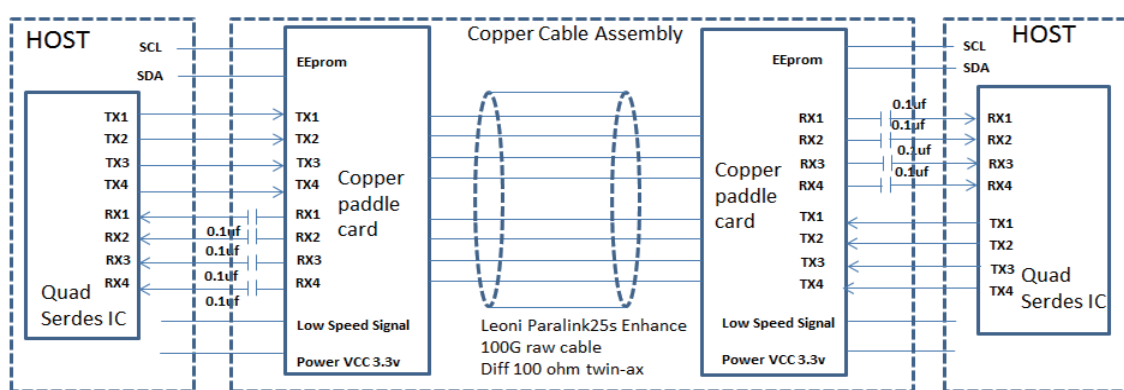 HOST
Copper Cable Assembly
HOST
SCL
SDA
EEprom
EEprom
SCL
SDA
TX1
TX2
TX3
TX4
RX1
RX2
RX3
RX4
Quad
Serdes IC
0.1uf
0.1uf
0.1uf
0.1uf
TX1
TX2
TX3
TX4
RX1
RX2
RX3
RX4
Copper
paddle
card
Low Speed Signal
Power VCC 3.3v
Leoni Paralink25s Enhance
100G raw cable
Diff 100 ohm twin-ax
RX1
RX2
RX3
RX4
TX1
TX2
TX3
TX4
Copper
paddle
card
Low Speed Signal
Power VCC 3.3v
0.1uf
0.1uf
0.1uf
0.1uf
RX1
RX2
RX3
RX4
TX1
TX2
TX3
TX4
Quad
Serdes IC